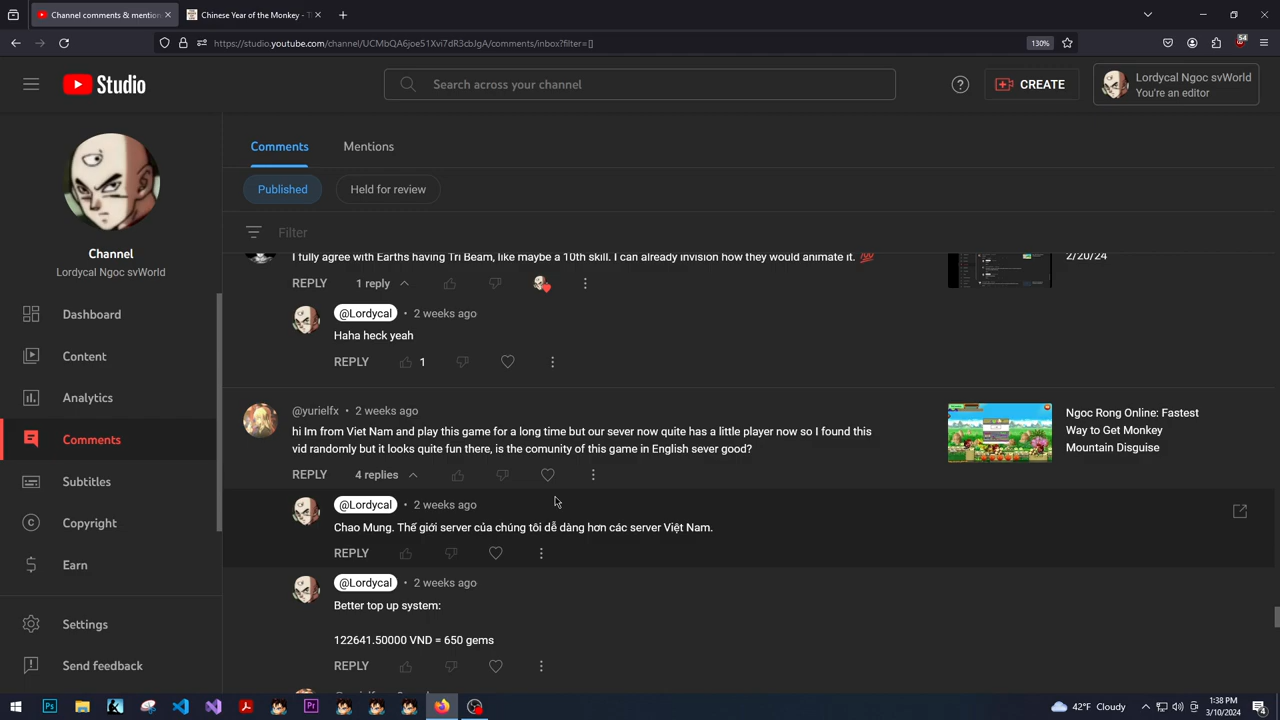 Channel comments & mentio
Chinese Year of the Monkey - T
https://studio.youtube.com/channel/UCMbQA6joe51Xvi7dR3cbJgA/comments/inbox?filter=[]
130%
54
Studio
Search across your channel
CREATE
Lordycal Ngoc svWorld
You're an editor
Channel
Lordycal Ngoc svWorld
Dashboard
Content
Analytics
Comments
Subtitles
Copyright
Earn
Settings
Send feedback
Comments
Mentions
Published
Held for review
Filter
I fully agree with Earths having Tri Beam, like maybe a 10th skill. I can already invision how they would animate it. 💯
2/20/24
REPLY
1 reply
@Lordycal • 2 weeks ago
Haha heck yeah
REPLY
1
@yurielfx • 2 weeks ago
hi Im from Viet Nam and play this game for a long time but our sever now quite has a little player now so I found this
vid randomly but it looks quite fun there, is the comunity of this game in English sever good?
Ngoc Rong Online: Fastest
Way to Get Monkey
Mountain Disguise
REPLY
4 replies
@Lordycal • 2 weeks ago
Chao Mung. Thế giới server của chúng tôi dễ dàng hơn các server Việt Nam.
REPLY
@Lordycal • 2 weeks ago
Better top up system:
122641.50000 VND = 650 gems
REPLY
42°F Cloudy
1:38 PM
3/10/2024
4